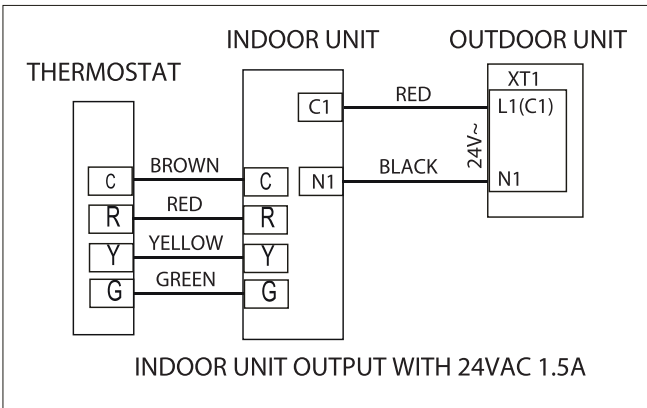 INDOOR UNIT
OUTDOOR UNIT
THERMOSTAT
XT1
C1
RED
L1(C1)
24V~
N1
BLACK
N1
C
BROWN
C
R
RED
R
Y
YELLOW
Y
G
GREEN
G
INDOOR UNIT OUTPUT WITH 24VAC 1.5A